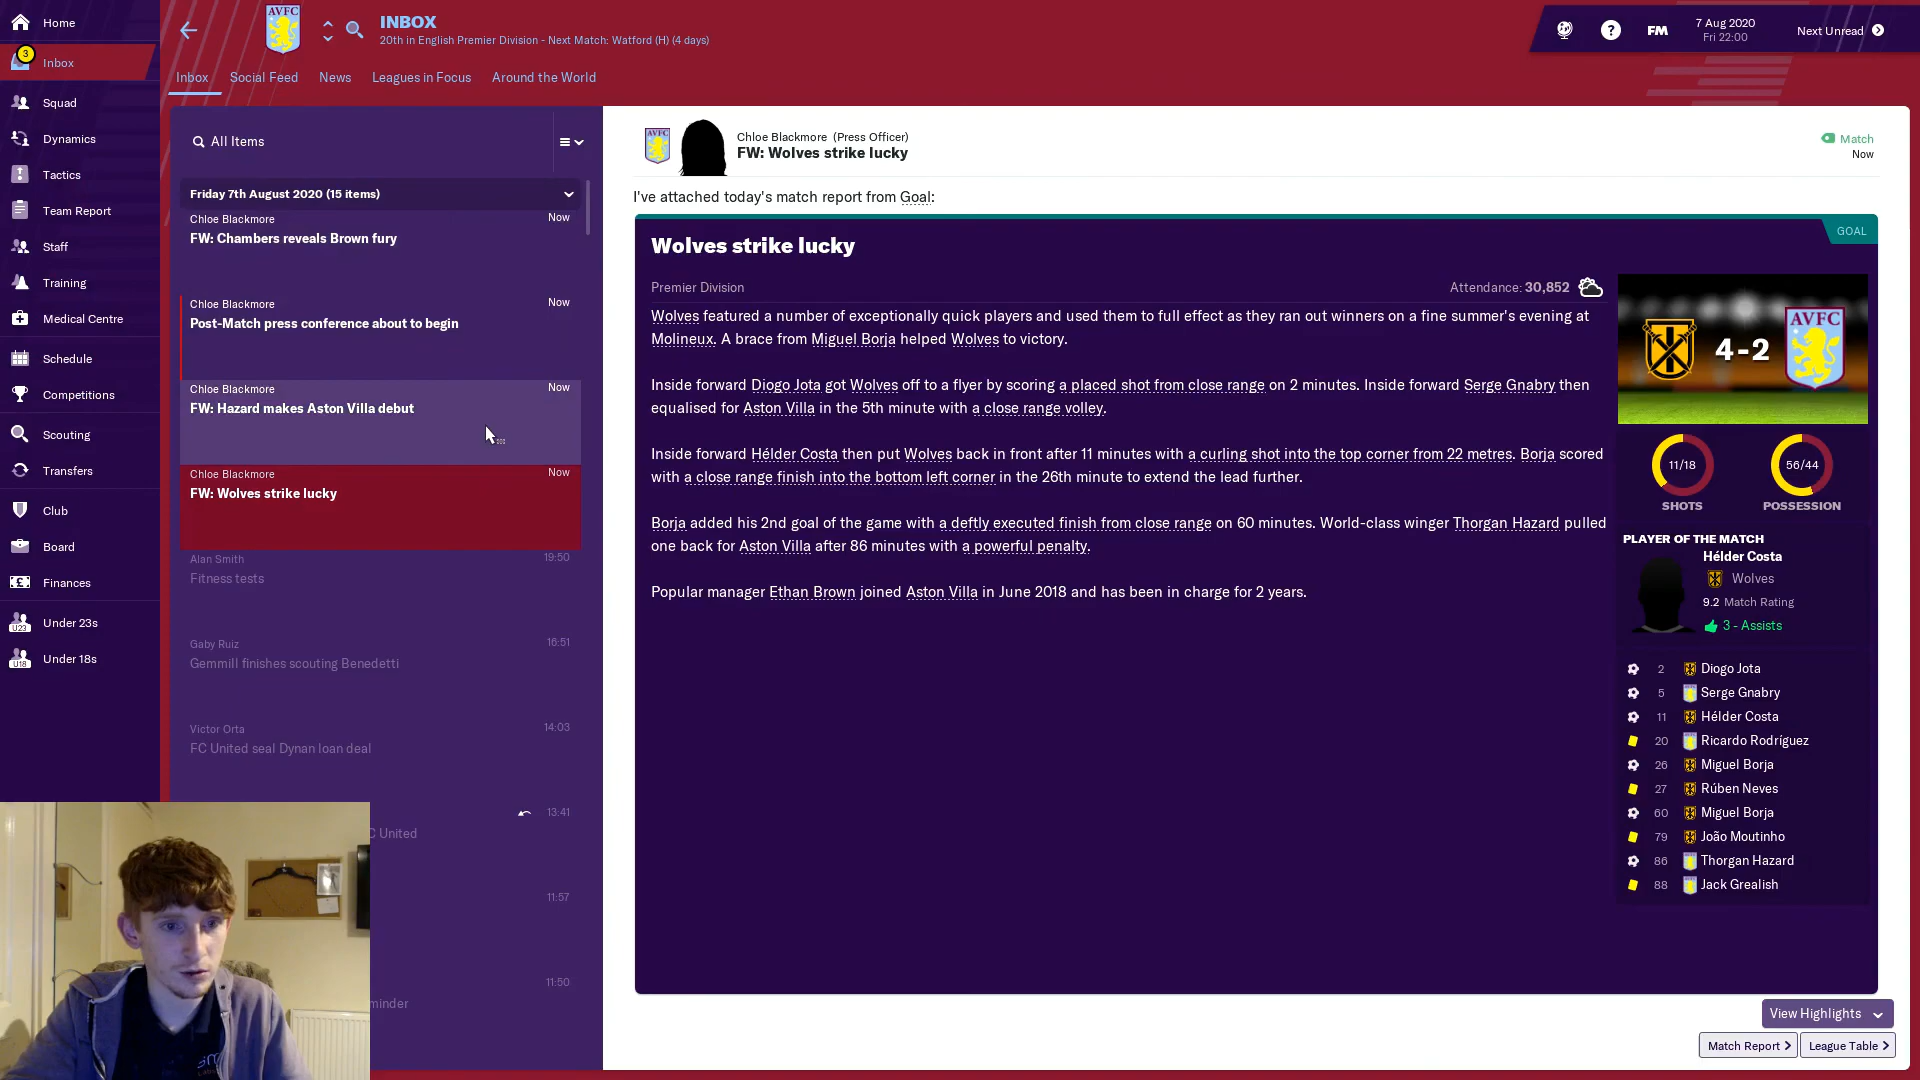 Home
3
Inbox
Squad
Dynamics
Tactics
Team Report
Staff
Training
Medical Centre
Schedule
Competitions
Scouting
Transfers
Club
Board
Finances
U23
Under 23s
U18
Under 18s
AVFC
INBOX
20th in English Premier Division - Next Match: Watford (H) (4 days)
?
FM
7 Aug 2020
Fri 22:00
Next Unread
Inbox
Social Feed
News
Leagues in Focus
Around the World
All Items
Friday 7th August 2020 (15 items)
Chloe Blackmore
Now
FW: Chambers reveals Brown fury
Chloe Blackmore
Now
Post-Match press conference about to begin
Chloe Blackmore
Now
FW: Hazard makes Aston Villa debut
Chloe Blackmore
Now
FW: Wolves strike lucky
Alan Smith
19:50
Fitness tests
Gaby Ruiz
16:51
Gemmill finishes scouting Benedetti
Victor Orta
14:03
FC United seal Dynan loan deal
13:41
C United
11:57
11:50
minder
AVFC
Chloe Blackmore (Press Officer)
FW: Wolves strike lucky
Match
Now
I've attached today's match report from Goal:
GOAL
Wolves strike lucky
Premier Division
Attendance: 30,852
Wolves featured a number of exceptionally quick players and used them to full effect as they ran out winners on a fine summer's evening at
Molineux. A brace from Miguel Borja helped Wolves to victory.
Inside forward Diogo Jota got Wolves off to a flyer by scoring a placed shot from close range on 2 minutes. Inside forward Serge Gnabry then
equalised for Aston Villa in the 5th minute with a close range volley.
Inside forward Hélder Costa then put Wolves back in front after 11 minutes with a curling shot into the top corner from 22 metres. Borja scored
with a close range finish into the bottom left corner in the 26th minute to extend the lead further.
Borja added his 2nd goal of the game with a deftly executed finish from close range on 60 minutes. World-class winger Thorgan Hazard pulled
one back for Aston Villa after 86 minutes with a powerful penalty.
Popular manager Ethan Brown joined Aston Villa in June 2018 and has been in charge for 2 years.
4-2
AVFC
11/18
SHOTS
56/44
POSSESSION
PLAYER OF THE MATCH
Hélder Costa
Wolves
9.2 Match Rating
3 - Assists
2 Diogo Jota
5 Serge Gnabry
11 Hélder Costa
20 Ricardo Rodríguez
26 Miguel Borja
27 Rúben Neves
60 Miguel Borja
79 João Moutinho
86 Thorgan Hazard
88 Jack Grealish
View Highlights
Match Report
League Table